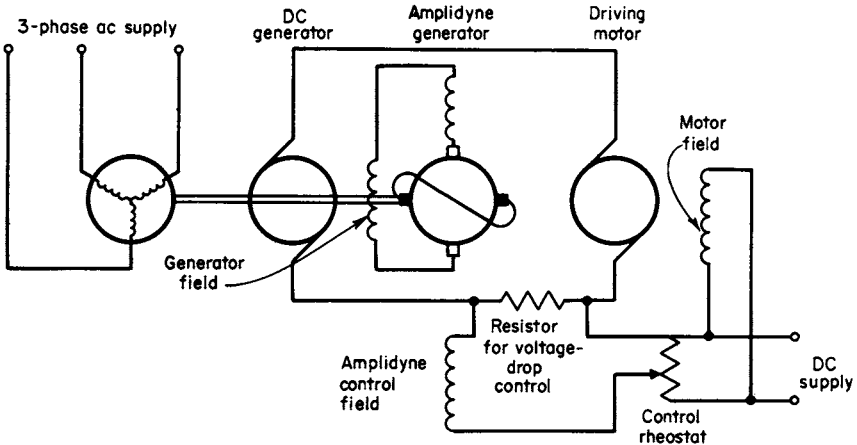 3-phase ac supply
DC
generator
Amplidyne
generator
Driving
motor
Motor
field
Generator
field
Resistor
for voltage-
drop
control
Amplidyne
control
field
DC
supply
Control
rheostat